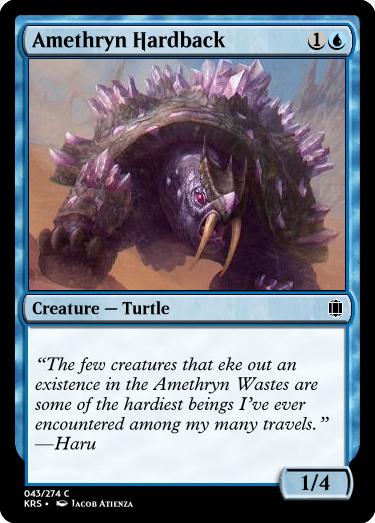 Amethryn Hardback 1
Creature — Turtle
“The few creatures that eke out an
existence in the Amethryn Wastes are
some of the hardiest beings I’ve ever
encountered among my many travels.”
—Haru
1/4
043/274 C
KRS • Jacob Atienza